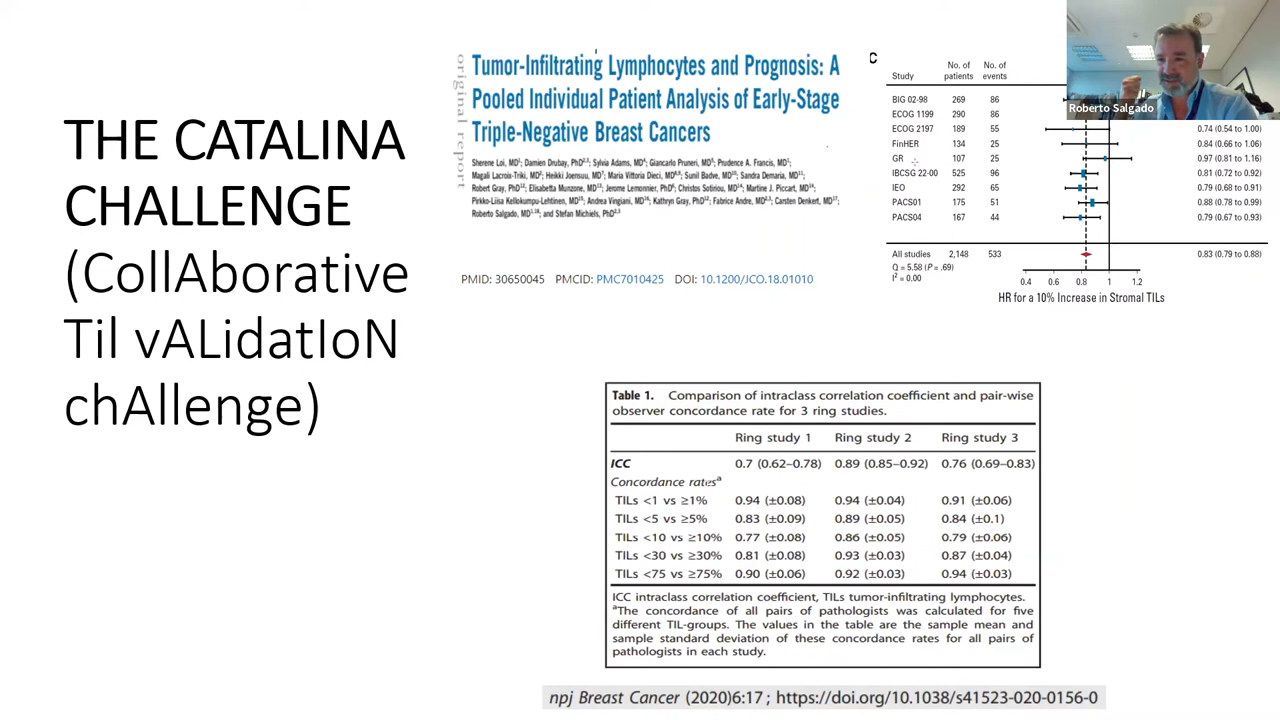 THE CATALINA
CHALLENGE
(CollAborative
Til vALidatIoN
chAllenge)
original report
Tumor-Infiltrating Lymphocytes and Prognosis: A
Pooled Individual Patient Analysis of Early-Stage
Triple-Negative Breast Cancers
Sherene Loi, MD; Damien Drubay, PhD; Sylvia Adams, MD; Giancarlo Pruneri, MD; Prudence A. Francis, MD;
Magali Lacroix-Triki, MD; Heikki Joensuu, MD; Maria Vittoria Dieci, MD; Sunil Badve, MD; Sandra Demaria, MD;
Robert Gray, PhD; Elisabetta Munzone, MD; Jerome Lemonnier, PhD; Christos Sotiriou, MD; Martine J. Piccart, MD;
Pirkko-Liisa Kellokumpu-Lehtinen, MD; Andrea Vingiani, MD; Kathryn Gray, PhD; Fabrice Andre, MD; Carsten Denkert, MD;
Roberto Salgado, MD; and Stefan Michiels, PhD
PMID: 30650045 PMCID: PMC7010425 DOI: 10.1200/JCO.18.01010
C
Study No. of patients No. of events
BIG 02-98 269 86
ECOG 1199 290 86
ECOG 2197 189 55 0.74 (0.54 to 1.00)
FinHER 134 25 0.84 (0.66 to 1.06)
GR 107 25 0.97 (0.81 to 1.16)
IBCSG 22-00 525 96 0.81 (0.72 to 0.92)
IEO 292 65 0.79 (0.68 to 0.91)
PACS01 175 51 0.88 (0.78 to 0.99)
PACS04 167 44 0.79 (0.67 to 0.93)
All studies 2,148 533 0.83 (0.79 to 0.88)
Q = 5.58 (P = .69)
I² = 0.00
0.4 0.6 0.8 1 1.2
HR for a 10% Increase in Stromal TILs
Roberto Salgado
Table 1. Comparison of intraclass correlation coefficient and pair-wise
observer concordance rate for 3 ring studies.
Ring study 1 Ring study 2 Ring study 3
ICC 0.7 (0.62–0.78) 0.89 (0.85–0.92) 0.76 (0.69–0.83)
Concordance ratesᵃ
TILs <1 vs ≥1% 0.94 (±0.08) 0.94 (±0.04) 0.91 (±0.06)
TILs <5 vs ≥5% 0.83 (±0.09) 0.89 (±0.05) 0.84 (±0.1)
TILs <10 vs ≥10% 0.77 (±0.08) 0.86 (±0.05) 0.79 (±0.06)
TILs <30 vs ≥30% 0.81 (±0.08) 0.93 (±0.03) 0.87 (±0.04)
TILs <75 vs ≥75% 0.90 (±0.06) 0.92 (±0.03) 0.94 (±0.03)
ICC intraclass correlation coefficient, TILs tumor-infiltrating lymphocytes.
ᵃThe concordance of all pairs of pathologists was calculated for five
different TIL-groups. The values in the table are the sample mean and
sample standard deviation of these concordance rates for all pairs of
pathologists in each study.
npj Breast Cancer (2020)6:17 ; https://doi.org/10.1038/s41523-020-0156-0